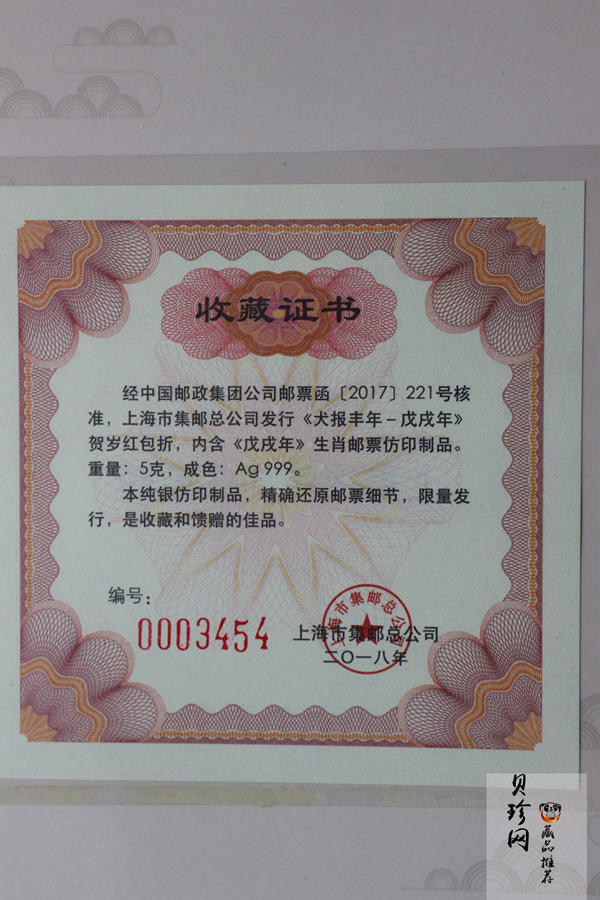 收藏证书
经中国邮政集团公司邮票函〔2017〕221号核
准，上海市集邮总公司发行《犬报丰年－戊戌年》
贺岁红包折，内含《戊戌年》生肖邮票仿印制品。
重量：5克，成色：Ag 999。
本纯银仿印制品，精确还原邮票细节，限量发
行，是收藏和馈赠的佳品。
编号：
0003454
上海市集邮总公司
上海市集邮总公司
二〇一八年
贝珍网
藏品推荐